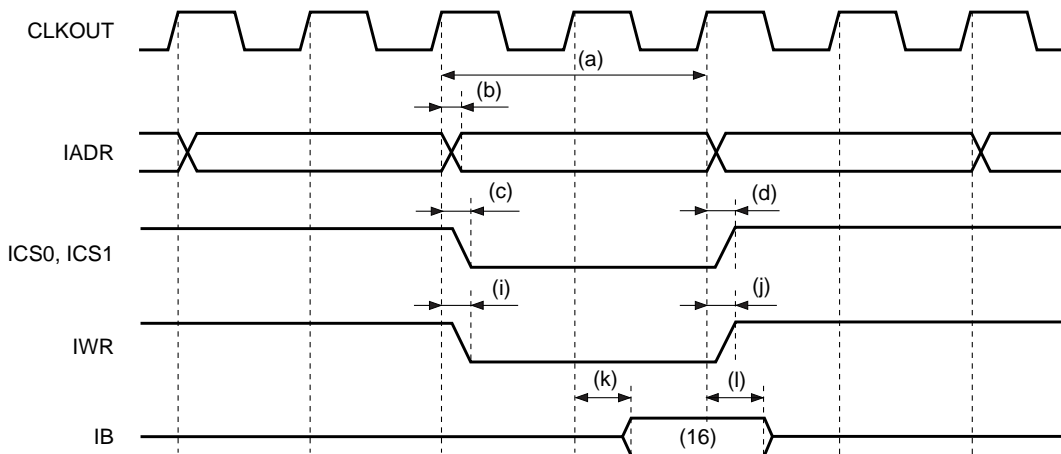 CLKOUT
(a)
(b)
IADR
(c)
(d)
ICS0, ICS1
(i)
(j)
IWR
(k)
(l)
IB
(16)